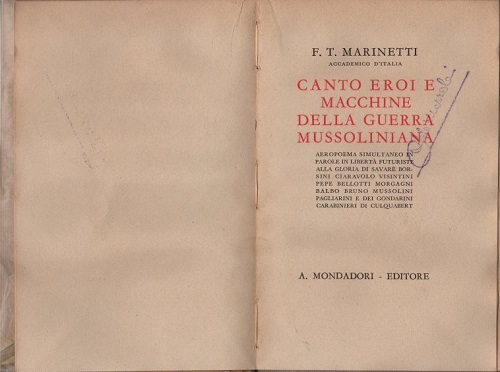 F. T. MARINETTI
ACCADEMICO D'ITALIA
CANTO EROI E
MACCHINE
DELLA GUERRA
MUSSOLINIANA
AEROPOEMA SIMULTANEO IN
PAROLE IN LIBERTÀ FUTURISTE
ALLA GLORIA DI SAVARÈ BOR-
SINI CIARAVOLO VISINTINI
PEPE BELLOTTI MORGAGNI
BALBO BRUNO MUSSOLINI
PAGLIARINI E DEI GONDARINI
CARABINIERI DI CULQUABERT
A. MONDADORI - EDITORE